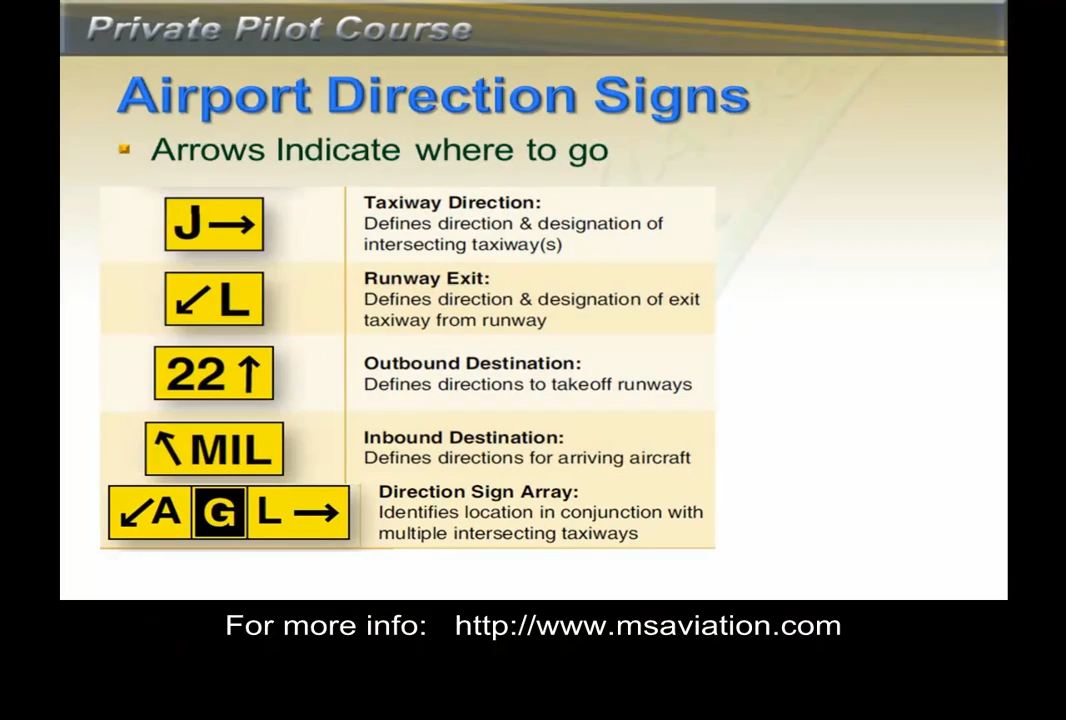 Private Pilot Course
Airport Direction Signs
Arrows Indicate where to go
J→
Taxiway Direction:
Defines direction & designation of
intersecting taxiway(s)
↙L
Runway Exit:
Defines direction & designation of exit
taxiway from runway
22↑
Outbound Destination:
Defines directions to takeoff runways
↖MIL
Inbound Destination:
Defines directions for arriving aircraft
↙A G L→
Direction Sign Array:
Identifies location in conjunction with
multiple intersecting taxiways
For more info: http://www.msaviation.com